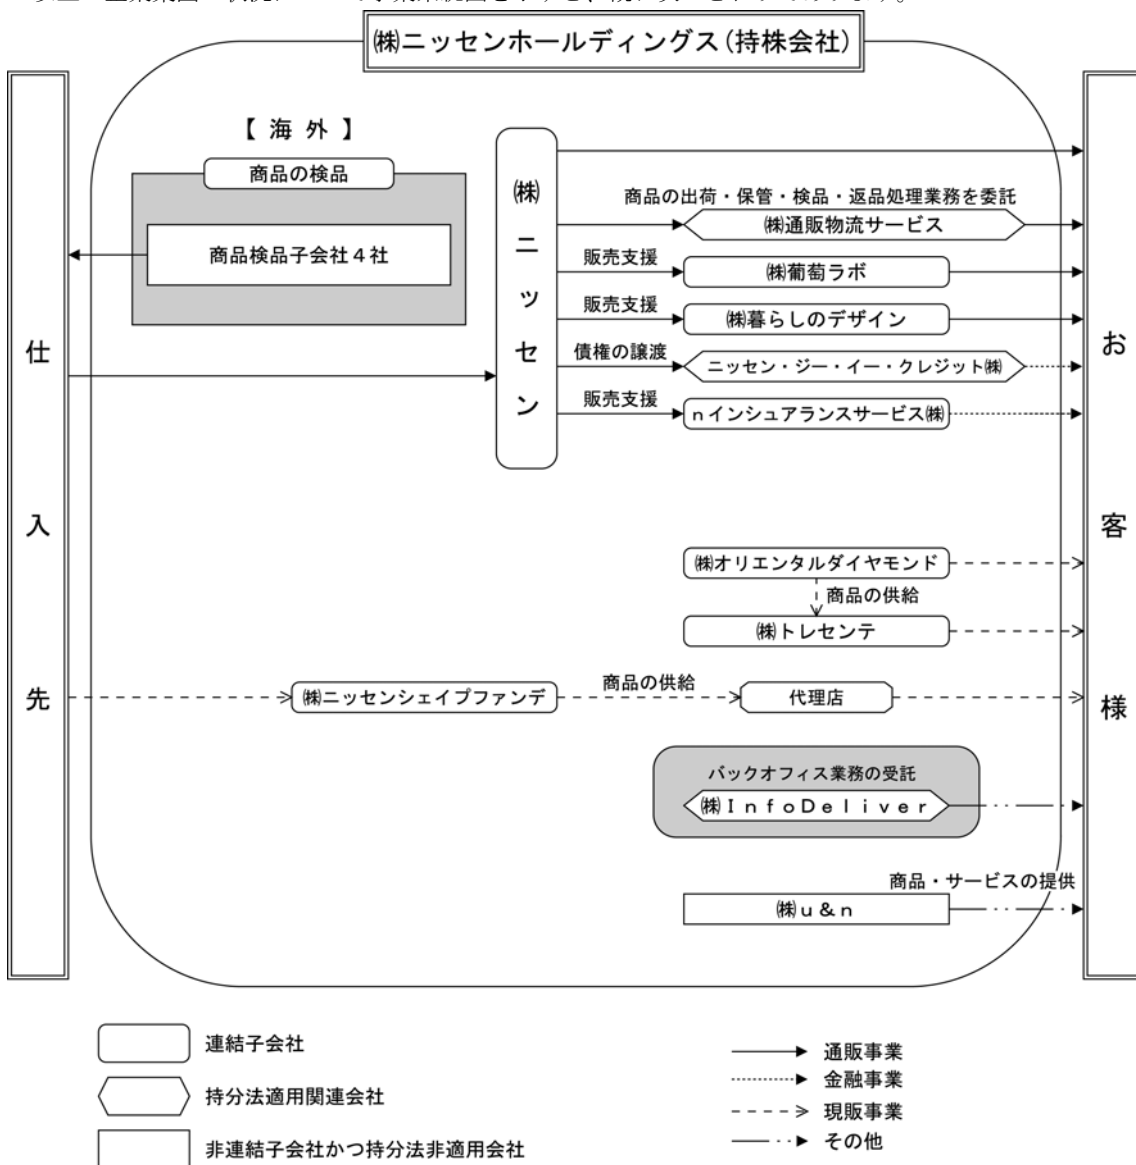 ㈱ニッセンホールディングス(持株会社)
仕入先
【海外】
商品の検品
商品検品子会社4社
㈱ニッセン
商品の出荷・保管・検品・返品処理業務を委託
㈱通販物流サービス
販売支援
㈱葡萄ラボ
販売支援
㈱暮らしのデザイン
債権の譲渡
ニッセン・ジー・イー・クレジット㈱
販売支援
nインシュアランスサービス㈱
お客様
㈱オリエンタルダイヤモンド
商品の供給
㈱トレセンテ
㈱ニッセンシェイプファンデ
商品の供給
代理店
バックオフィス業務の受託
㈱InfoDeliver
商品・サービスの提供
㈱u&n
連結子会社
持分法適用関連会社
非連結子会社かつ持分法非適用会社
通販事業
金融事業
現販事業
その他